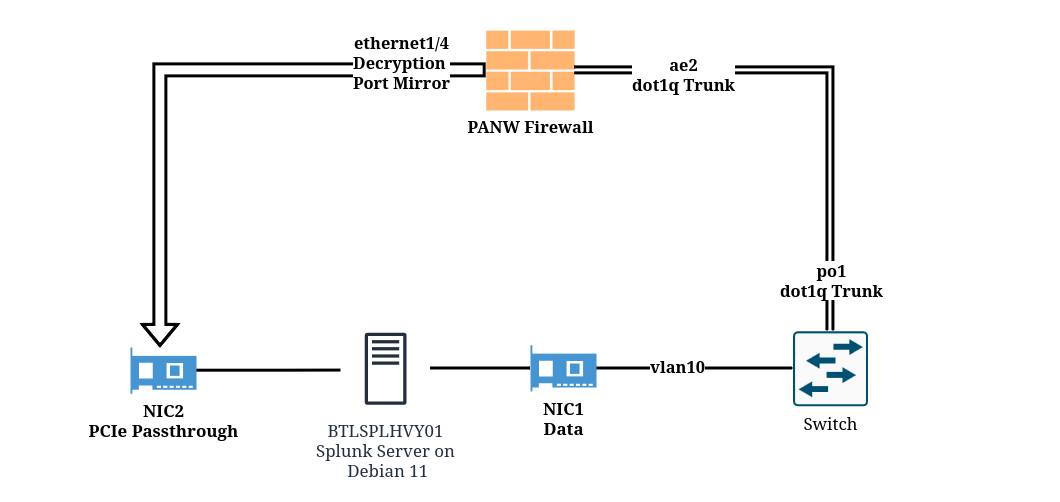 ethernet1/4
Decryption
Port Mirror
PANW Firewall
ae2
dot1q Trunk
po1
dot1q Trunk
NIC2
PCIe Passthrough
BTLSPLHVY01
Splunk Server on
Debian 11
NIC1
Data
vlan10
Switch